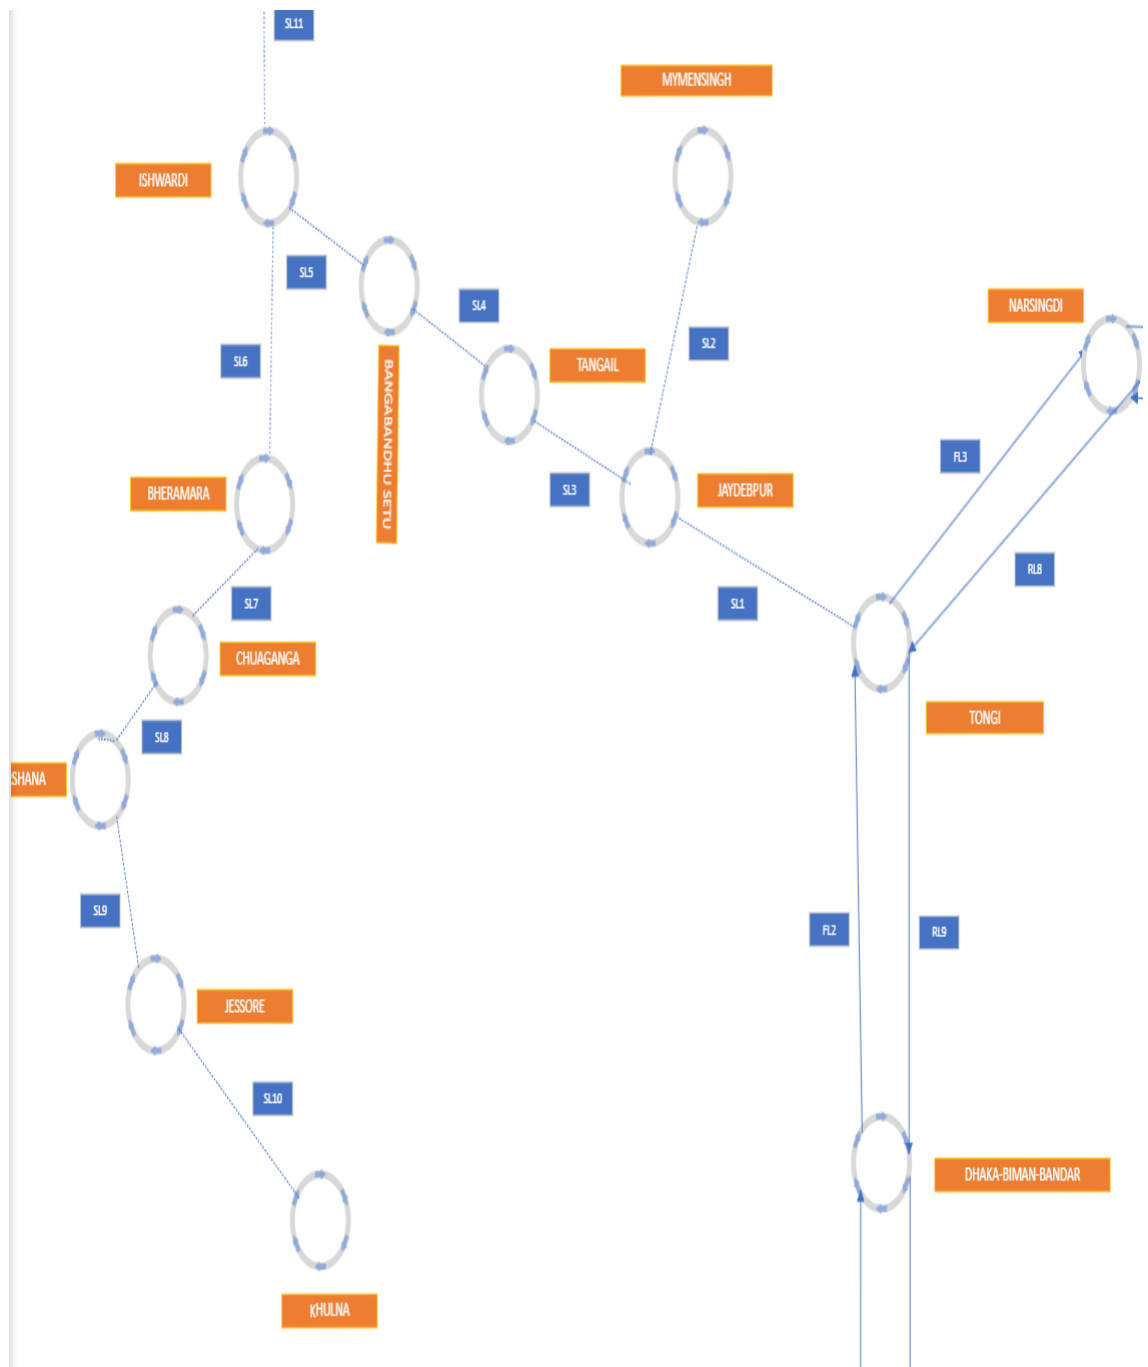 SL11
MYMENSINGH
ISHWARDI
SL5
SL4
NARSINGDI
SL2
SL6
TANGAIL
BANGABANDHU SETU
FL3
BHERAMARA
SL3
JAYDEBPUR
RL8
SL7
SL1
CHUAGANGA
TONGI
SL8
SHANA
SL9
FL2
RL9
JESSORE
SL10
DHAKA-BIMAN-BANDAR
KHULNA